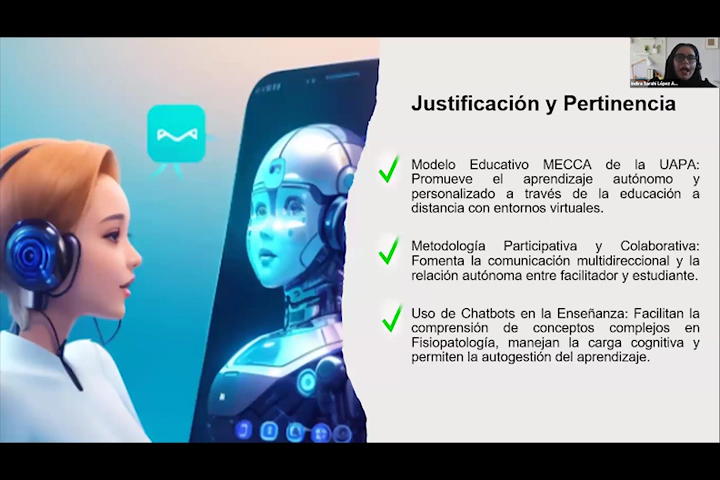 Indira Sarahi López A...
Justificación y Pertinencia
Modelo Educativo MECCA de la UAPA:
Promueve el aprendizaje autónomo y
personalizado a través de la educación a
distancia con entornos virtuales.
Metodología Participativa y Colaborativa:
Fomenta la comunicación multidireccional y la
relación autónoma entre facilitador y estudiante.
Uso de Chatbots en la Enseñanza: Facilitan la
comprensión de conceptos complejos en
Fisiopatología, manejan la carga cognitiva y
permiten la autogestión del aprendizaje.